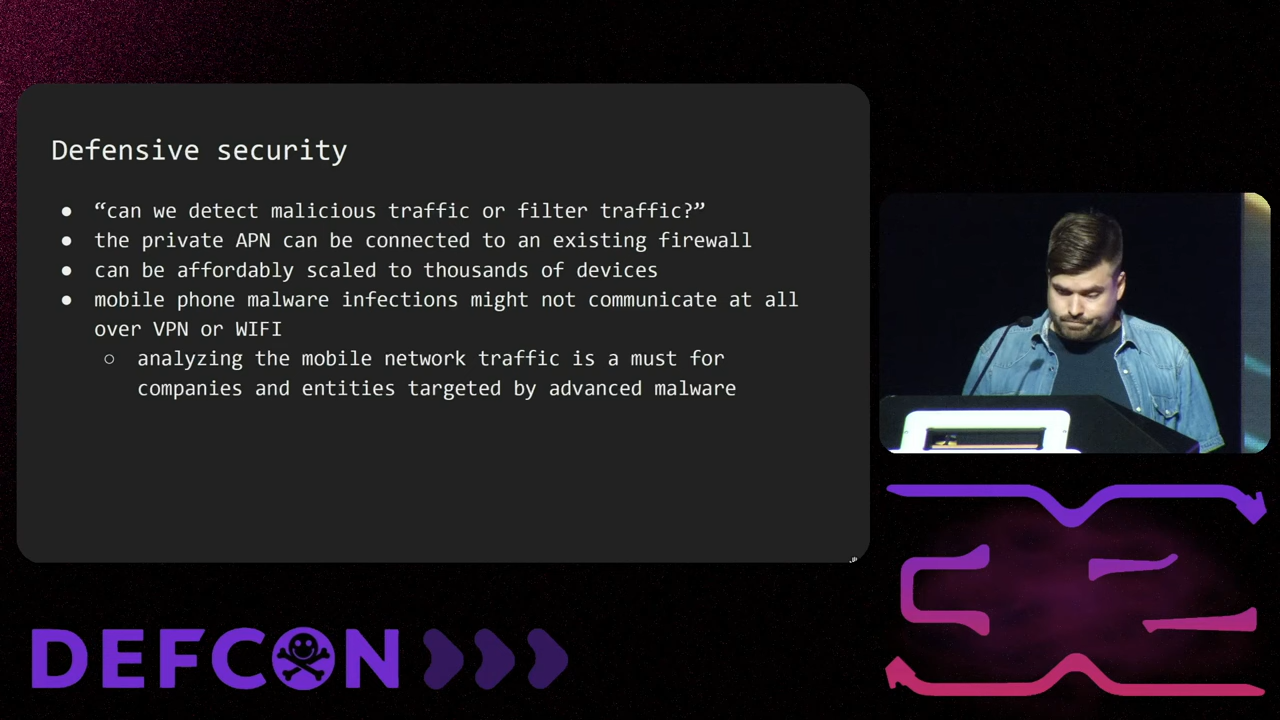 Defensive security
● “can we detect malicious traffic or filter traffic?”
● the private APN can be connected to an existing firewall
● can be affordably scaled to thousands of devices
● mobile phone malware infections might not communicate at all
over VPN or WIFI
○ analyzing the mobile network traffic is a must for
companies and entities targeted by advanced malware
DEFCON